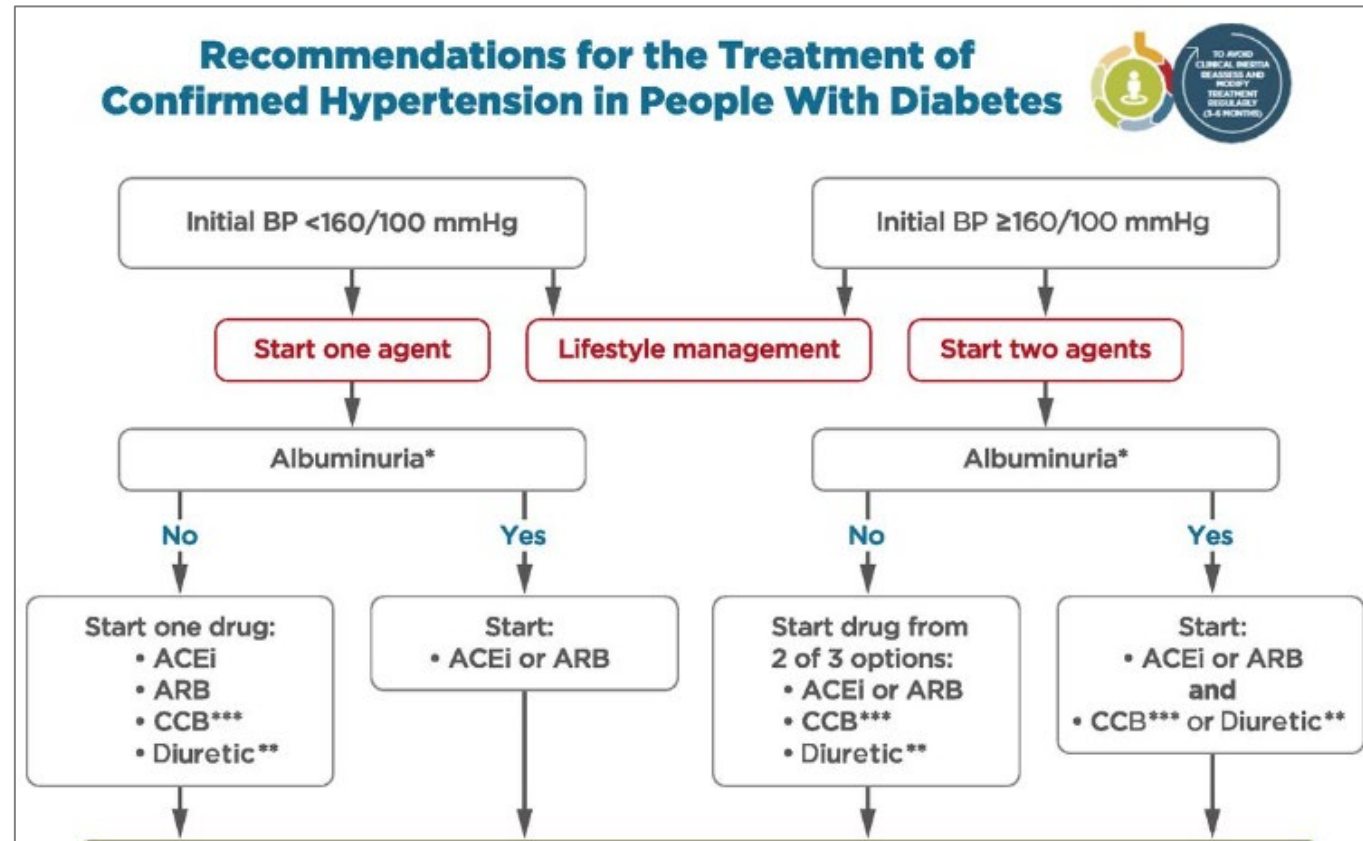 Recommendations for the Treatment of
Confirmed Hypertension in People With Diabetes
TO AVOID
CLINICAL INERTIA
REASSESS AND
MODIFY
TREATMENT
REGULARLY
(3-6 MONTHS)
Initial BP <160/100 mmHg
Initial BP ≥160/100 mmHg
Start one agent
Lifestyle management
Start two agents
Albuminuria*
Albuminuria*
No
Yes
No
Yes
Start one drug:
• ACEi
• ARB
• CCB***
• Diuretic**
Start:
• ACEi or ARB
Start drug from
2 of 3 options:
• ACEi or ARB
• CCB***
• Diuretic**
Start:
• ACEi or ARB
and
• CCB*** or Diuretic**